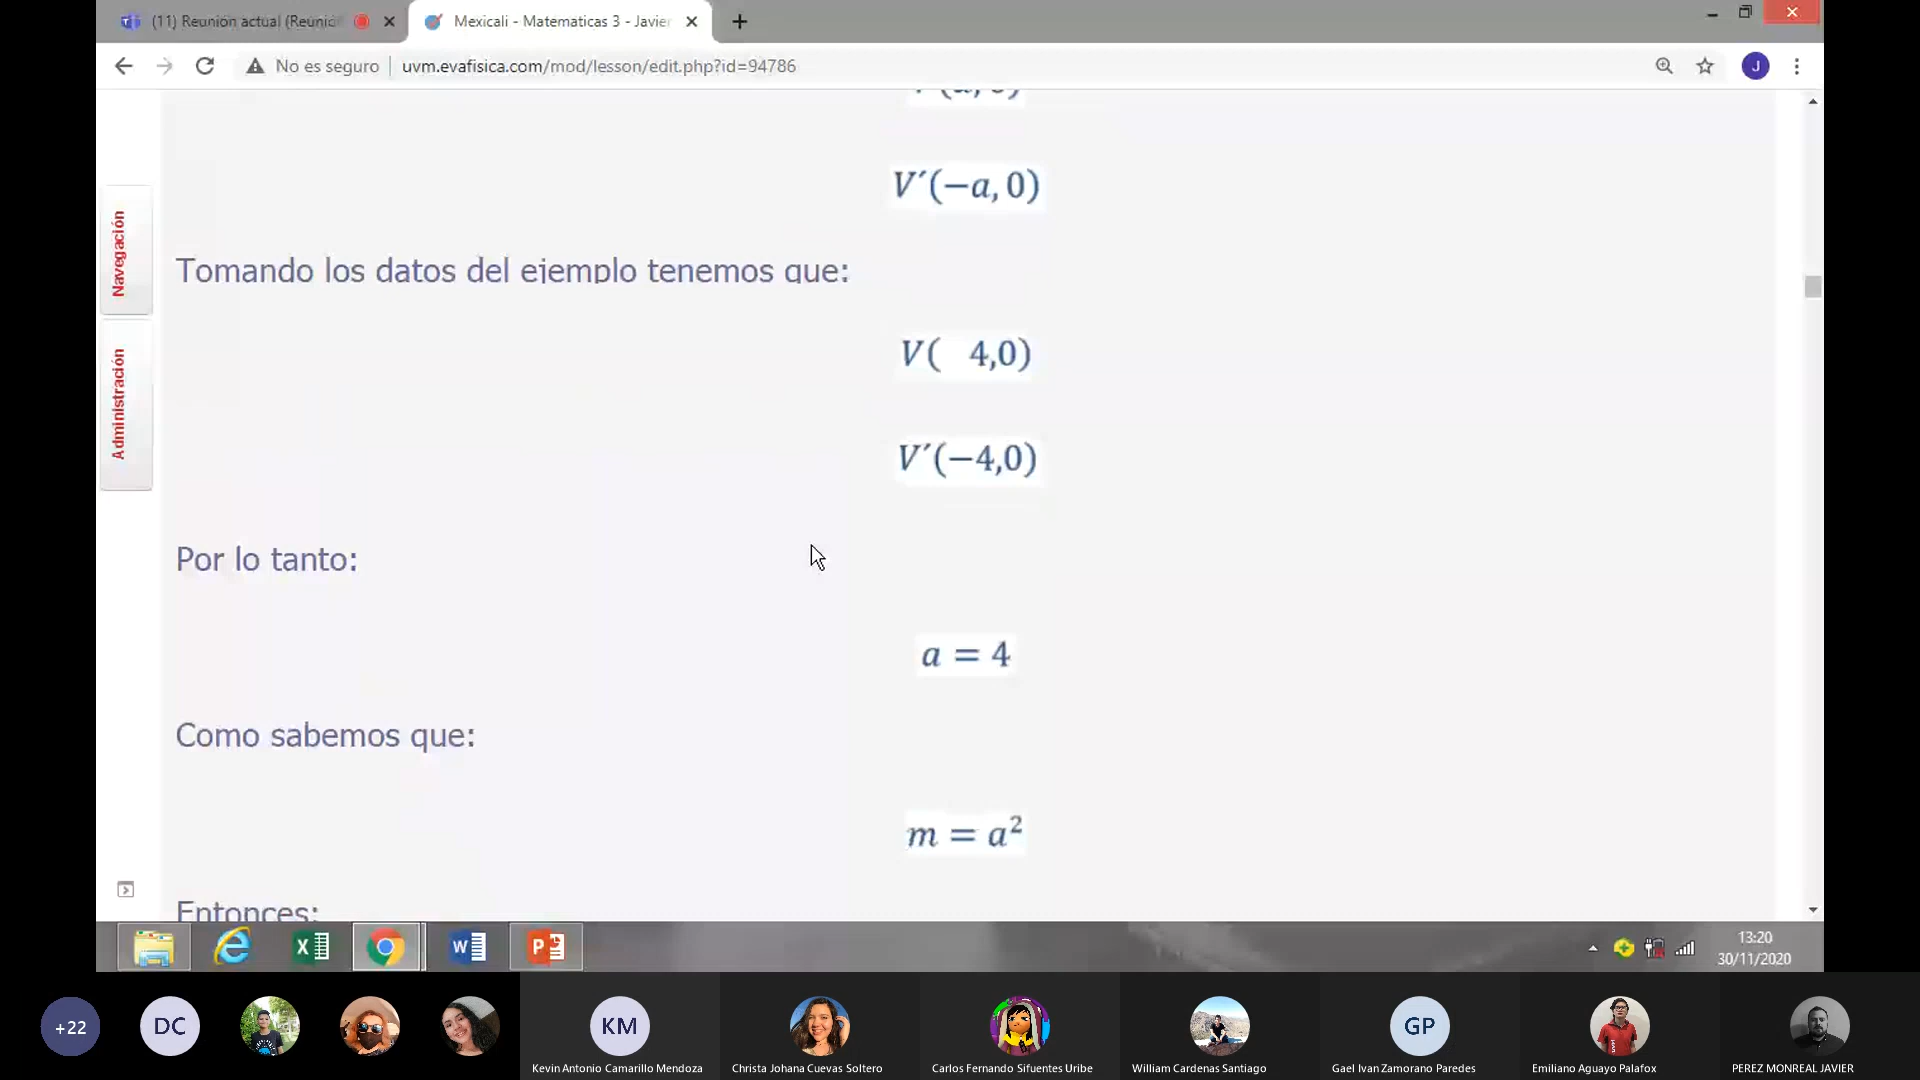 (11) Reunión actual (Reunió
Mexicali - Matematicas 3 - Javier
No es seguro
uvm.evafisica.com/mod/lesson/edit.php?id=94786
J
V´(−a, 0)
Navegación
Tomando los datos del ejemplo tenemos que:
V( 4,0)
Administración
V´(−4,0)
Por lo tanto:
a = 4
Como sabemos que:
m = a²
Entonces:
13:20
30/11/2020
+22
DC
KM
GP
Kevin Antonio Camarillo Mendoza
Christa Johana Cuevas Soltero
Carlos Fernando Sifuentes Uribe
William Cardenas Santiago
Gael Ivan Zamorano Paredes
Emiliano Aguayo Palafox
PEREZ MONREAL JAVIER